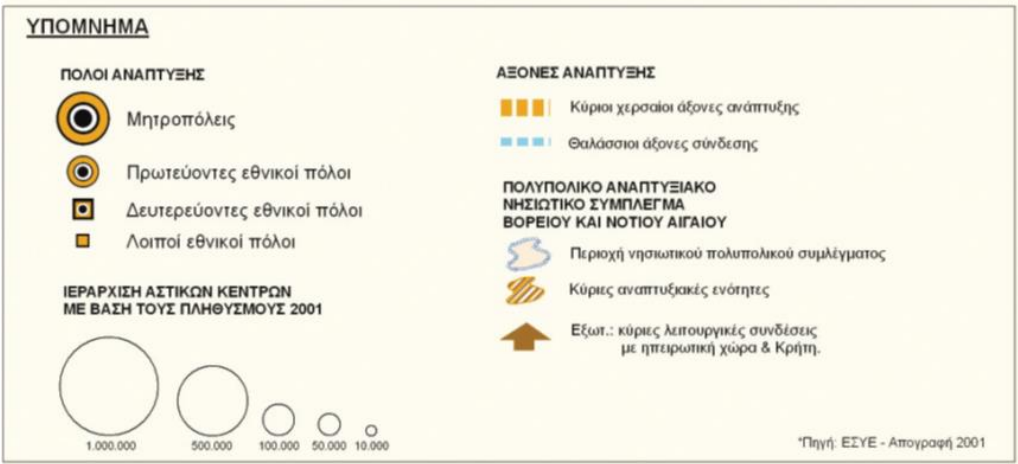 ΥΠΟΜΝΗΜΑ
ΠΟΛΟΙ ΑΝΑΠΤΥΞΗΣ
Μητροπόλεις
Πρωτεύοντες εθνικοί πόλοι
Δευτερεύοντες εθνικοί πόλοι
Λοιποί εθνικοί πόλοι
ΙΕΡΑΡΧΙΣΗ ΑΣΤΙΚΩΝ ΚΕΝΤΡΩΝ
ΜΕ ΒΑΣΗ ΤΟΥΣ ΠΛΗΘΥΣΜΟΥΣ 2001
1.000.000
500.000
100.000
50.000
10.000
ΑΞΟΝΕΣ ΑΝΑΠΤΥΞΗΣ
Κύριοι χερσαίοι άξονες ανάπτυξης
Θαλάσσιοι άξονες σύνδεσης
ΠΟΛΥΠΟΛΙΚΟ ΑΝΑΠΤΥΞΙΑΚΟ
ΝΗΣΙΩΤΙΚΟ ΣΥΜΠΛΕΓΜΑ
ΒΟΡΕΙΟΥ ΚΑΙ ΝΟΤΙΟΥ ΑΙΓΑΙΟΥ
Περιοχή νησιωτικού πολυπολικού συμλέγματος
Κύριες αναπτυξιακές ενότητες
Εξωτ.: κύριες λειτουργικές συνδέσεις
με ηπειρωτική χώρα & Κρήτη.
*Πηγή: ΕΣΥΕ - Απογραφή 2001